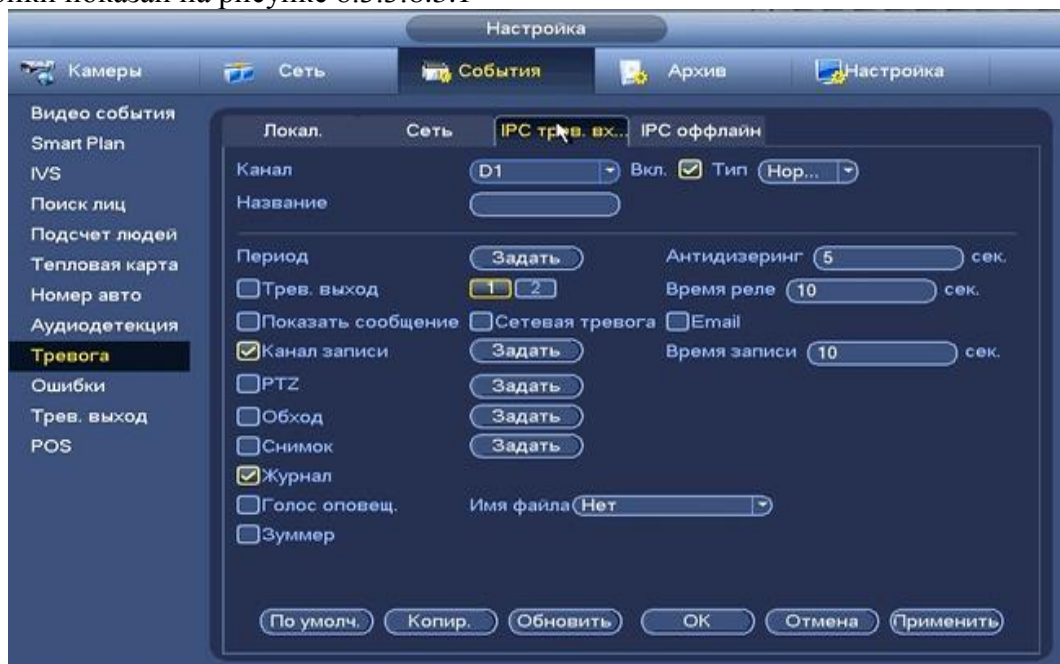 показан на рисунке
Настройка
Камеры Сеть События Архив Настройка
Видео события
Smart Plan
IVS
Поиск лиц
Подсчет людей
Тепловая карта
Номер авто
Аудиодетекция
Тревога
Ошибки
Трев. выход
POS
Локал. Сеть IPC трев. вх... IPC оффлайн
Канал D1 Вкл. Тип Нор...
Название
Период Задать Антидизеринг 5 сек.
Трев. выход 1 2 Время реле 10 сек.
Показать сообщение Сетевая тревога Email
Канал записи Задать Время записи 10 сек.
PTZ Задать
Обход Задать
Снимок Задать
Журнал
Голос оповещ. Имя файла Нет
Зуммер
По умолч. Копир. Обновить OK Отмена Применить